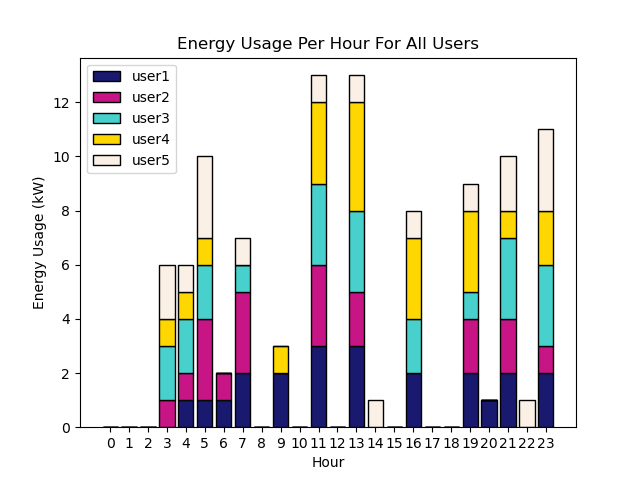 Energy Usage Per Hour For All Users
user1
user2
user3
user4
user5
Energy Usage (kW)
12
10
8
6
4
2
0
0 1 2 3 4 5 6 7 8 9 10 11 12 13 14 15 16 17 18 19 20 21 22 23
Hour